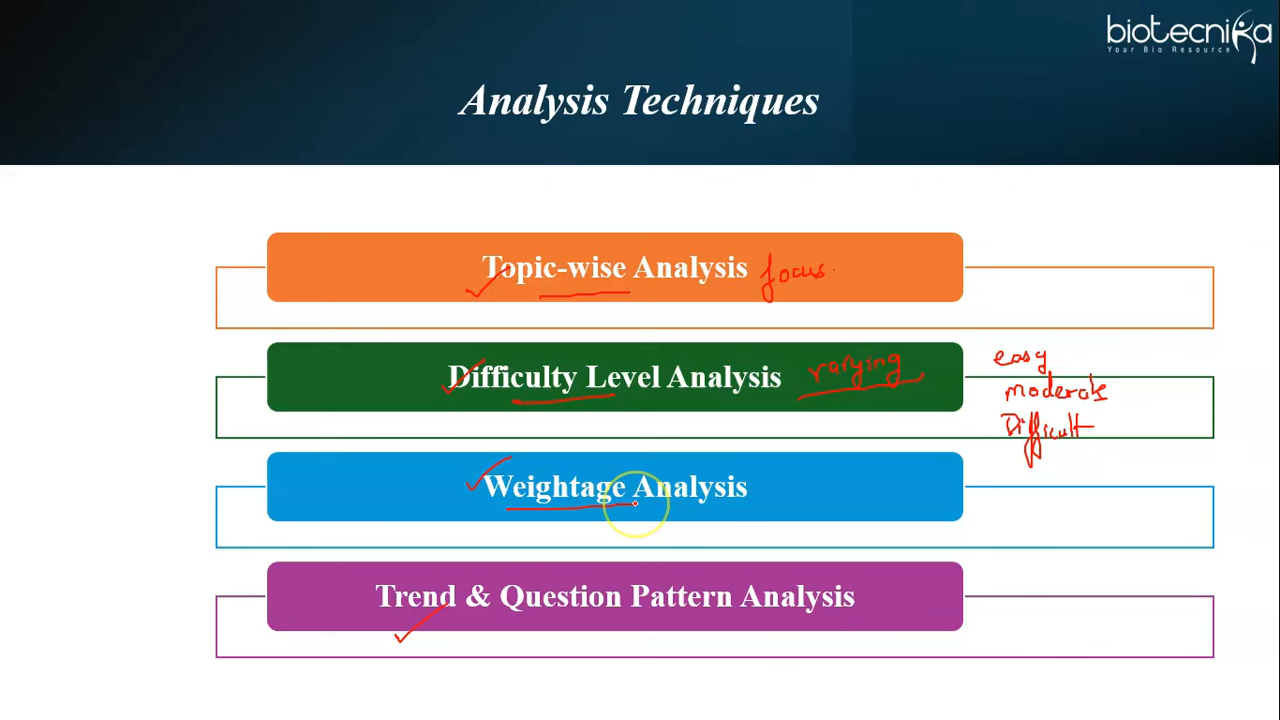 biotecnika
Your Bio Resource
Analysis Techniques
Topic-wise Analysis focus
Difficulty Level Analysis varying
easy
moderate
Difficult
Weightage Analysis
Trend & Question Pattern Analysis